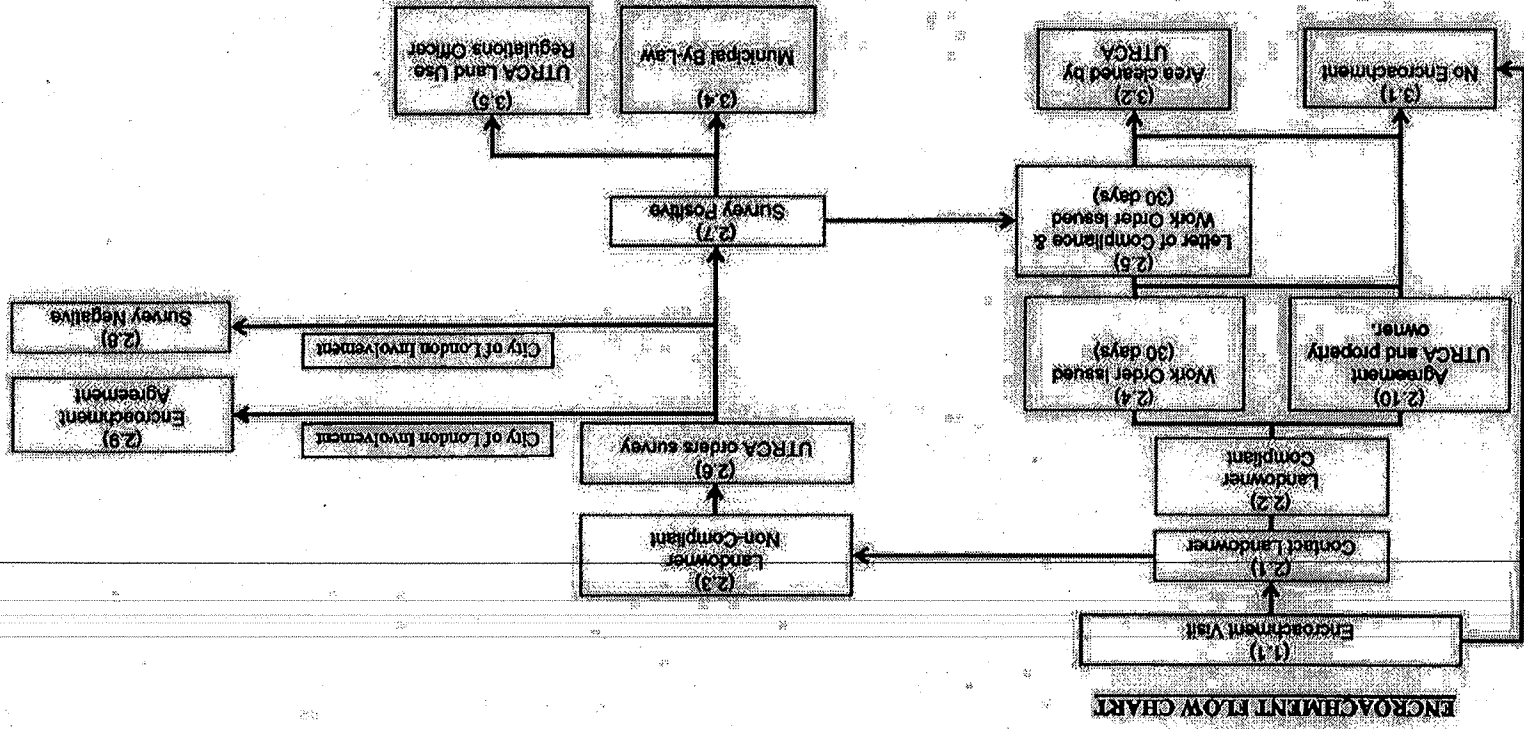 ENCROACHMENT FLOW CHART
(1.1)
Encroachment Visit
(2.1)
Contact Landowner
(2.2)
Landowner
Compliant
(2.3)
Landowner
Non-Compliant
(2.10)
Agreement
UTRCA and property
owner.
(2.4)
Work Order Issued
(30 days)
(2.6)
UTRCA orders survey
City of London Involvement
(2.9)
Encroachment
Agreement
City of London Involvement
(2.8)
Survey Negative
(2.5)
Letter of Compliance &
Work Order Issued
(30 days)
(2.7)
Survey Positive
(3.1)
No Encroachment
(3.2)
Area cleaned by
UTRCA
(3.4)
Municipal By-Law
(3.5)
UTRCA Land Use
Regulations Officer